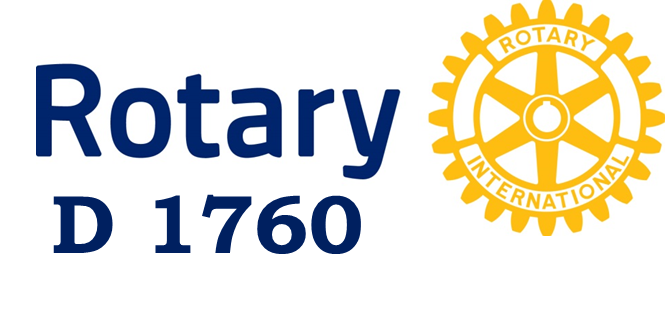 Rotary
D 1760
ROTARY
INTERNATIONAL